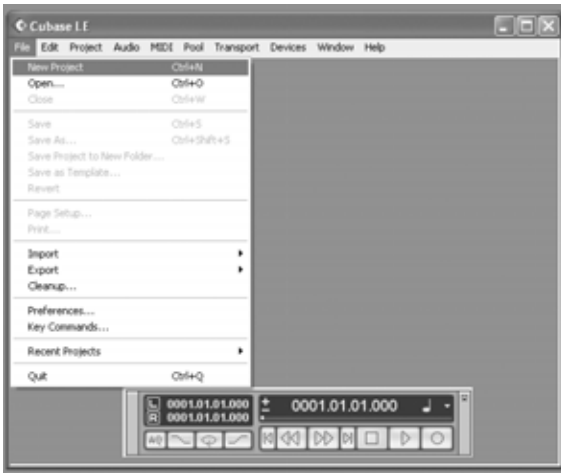 Cubase LE
File Edit Project Audio MIDI Pool Transport Devices Window Help
New Project Ctrl+N
Open... Ctrl+O
Close Ctrl+W
Save Ctrl+S
Save As... Ctrl+Shift+S
Save Project to New Folder...
Save as Template...
Revert
Page Setup...
Print...
Import
Export
Cleanup...
Preferences...
Key Commands...
Recent Projects
Quit Ctrl+Q
L 0001.01.01.000 0001.01.01.000
R 0001.01.01.000
AQ